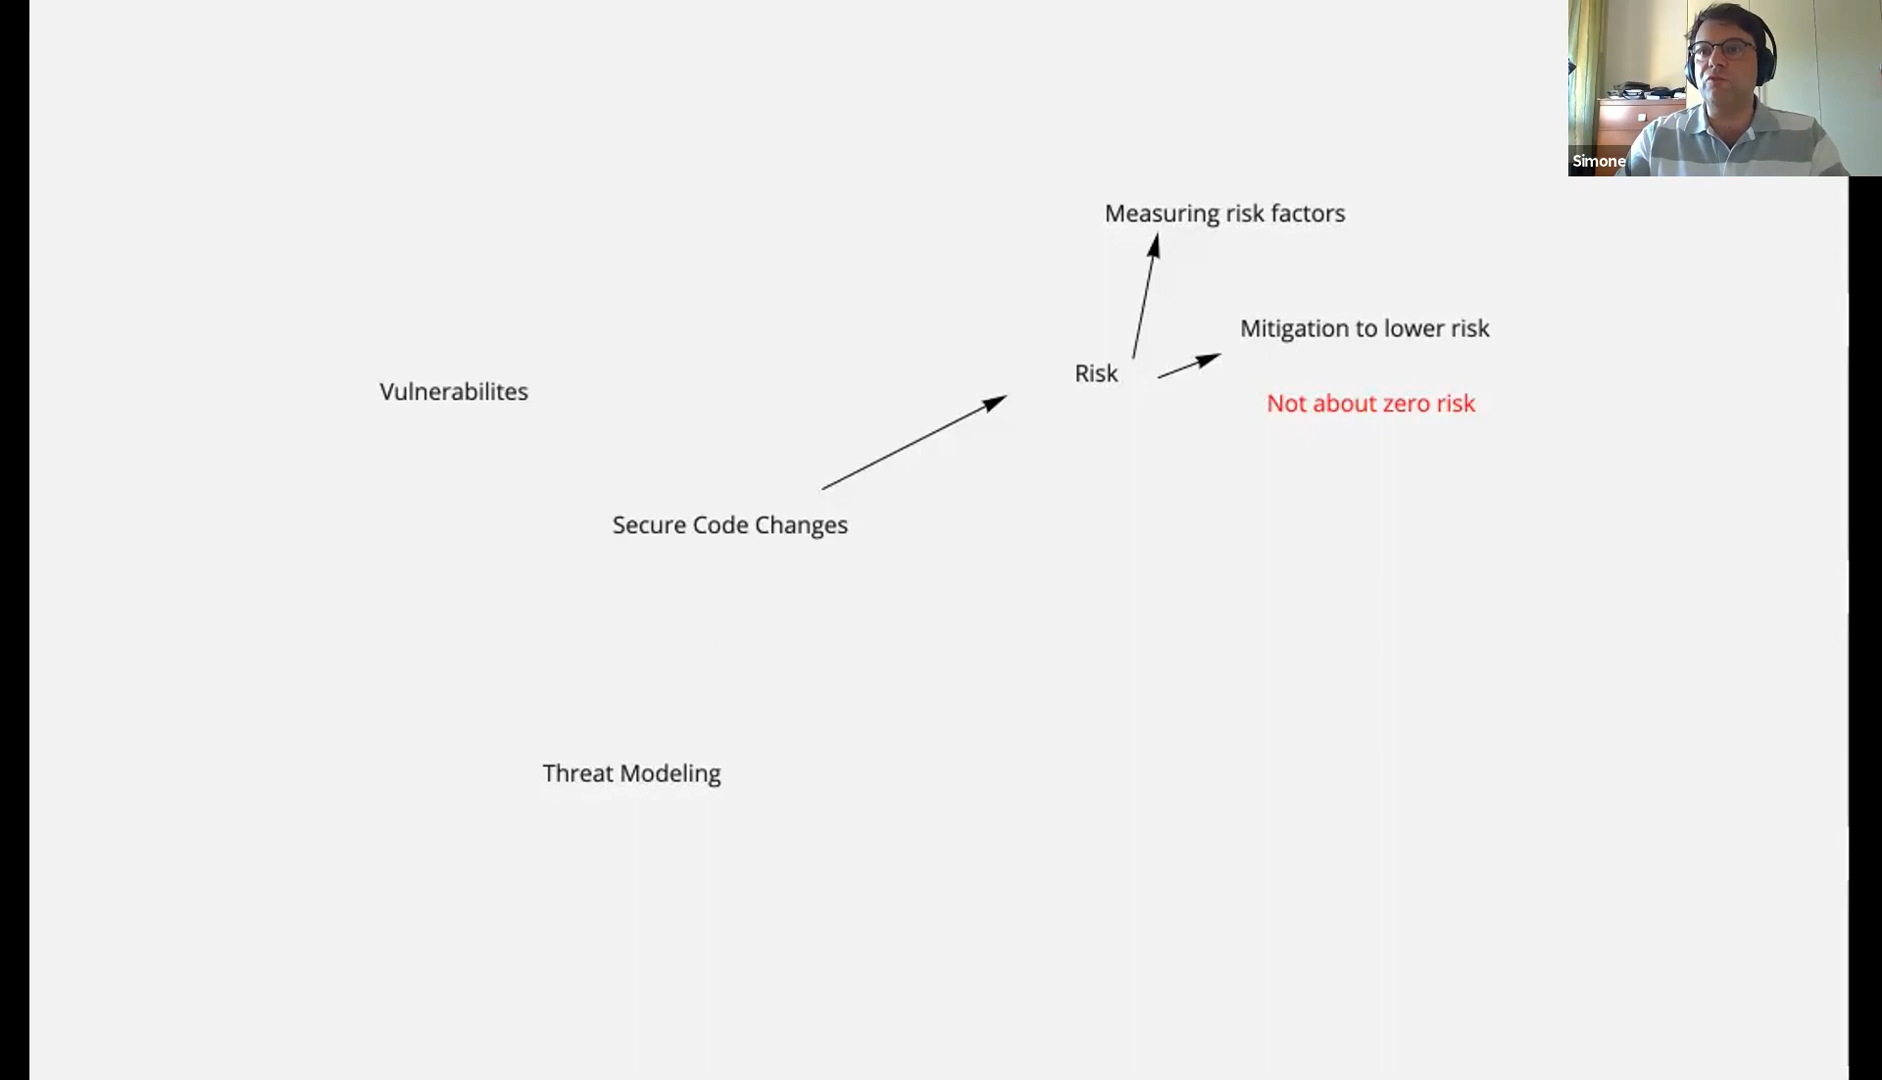 Simone
Measuring risk factors
Mitigation to lower risk
Risk
Vulnerabilites
Not about zero risk
Secure Code Changes
Threat Modeling